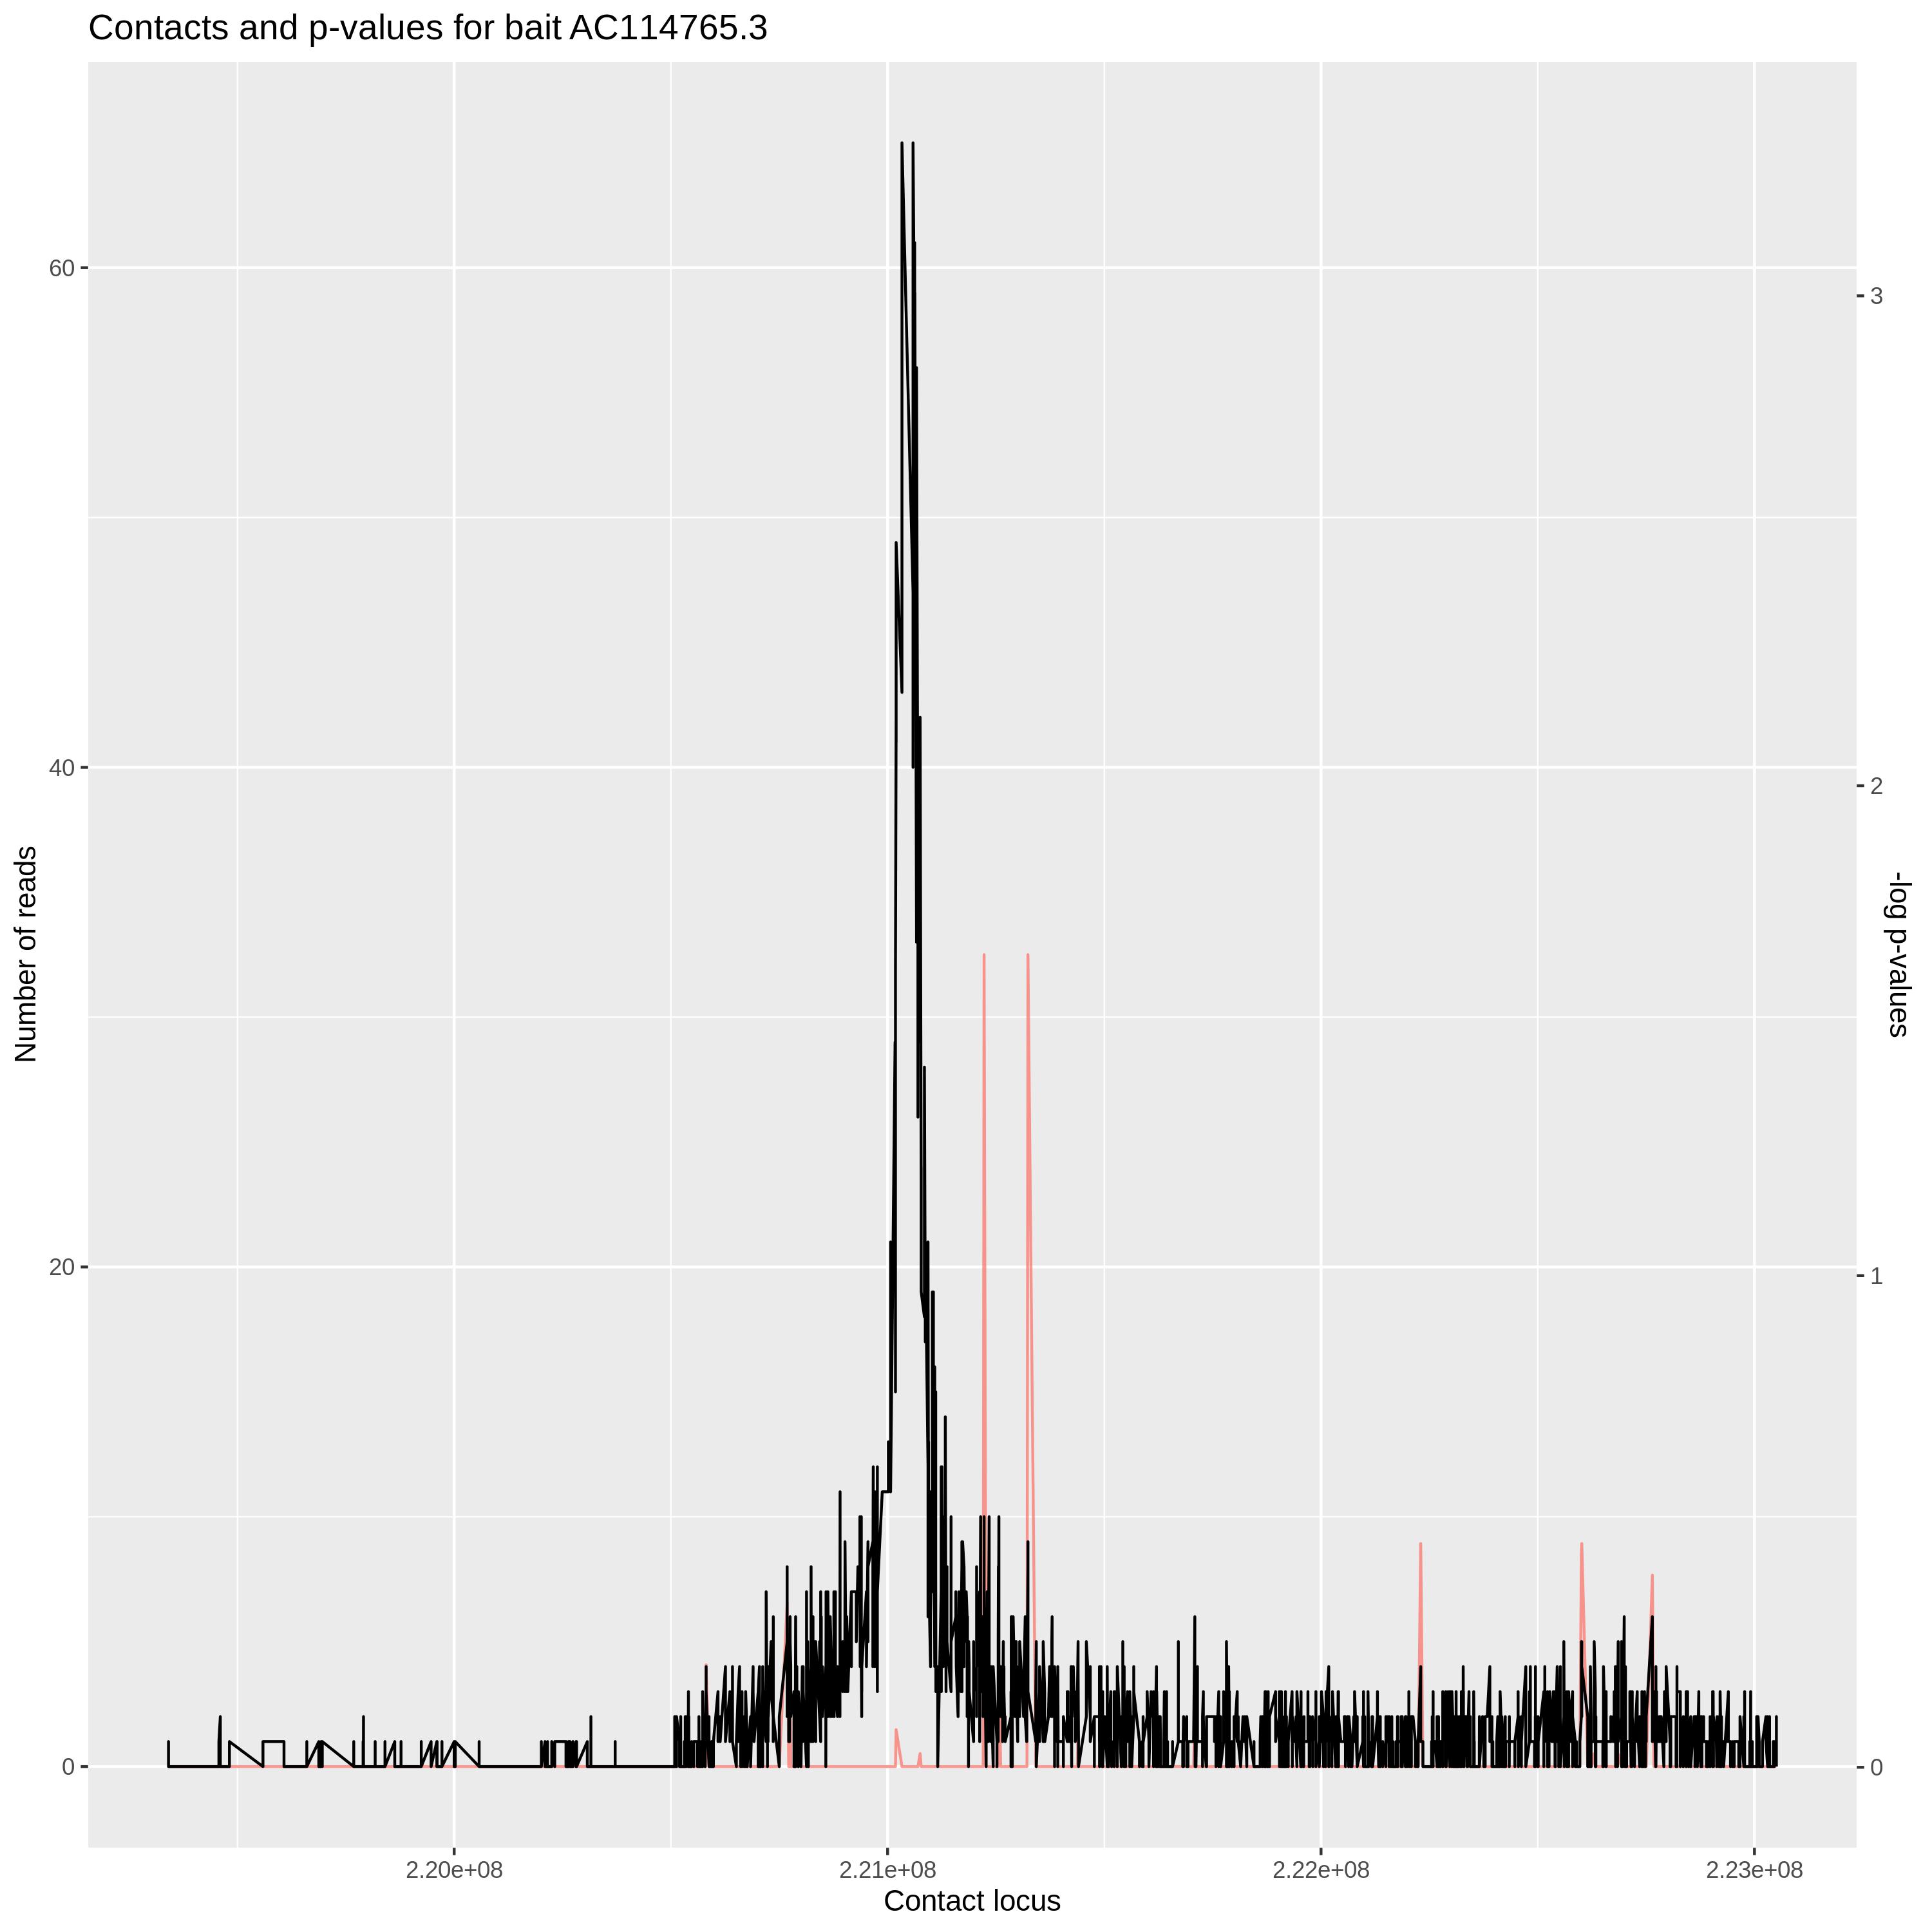 Contacts and p-values for bait AC114765.3
60
40
20
0
Number of reads
3
2
1
0
-log p-values
2.20e+08
2.21e+08
2.22e+08
2.23e+08
Contact locus